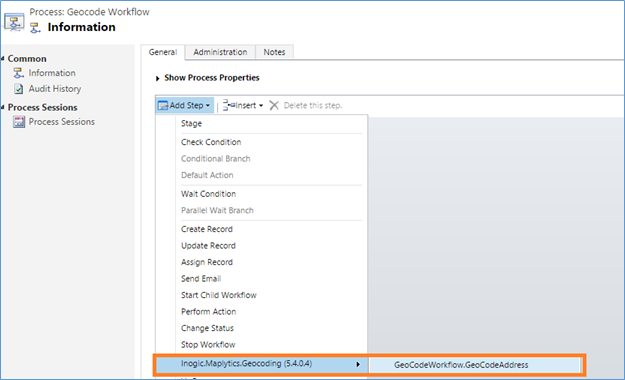 Process: Geocode Workflow
Information
Common
Information
Audit History
Process Sessions
Process Sessions
General
Administration
Notes
Show Process Properties
Add Step
Insert
Delete this step.
Stage
Check Condition
Conditional Branch
Default Action
Wait Condition
Parallel Wait Branch
Create Record
Update Record
Assign Record
Send Email
Start Child Workflow
Perform Action
Change Status
Stop Workflow
Inogic.Maplytics.Geocoding (5.4.0.4)
GeoCodeWorkflow.GeoCodeAddress